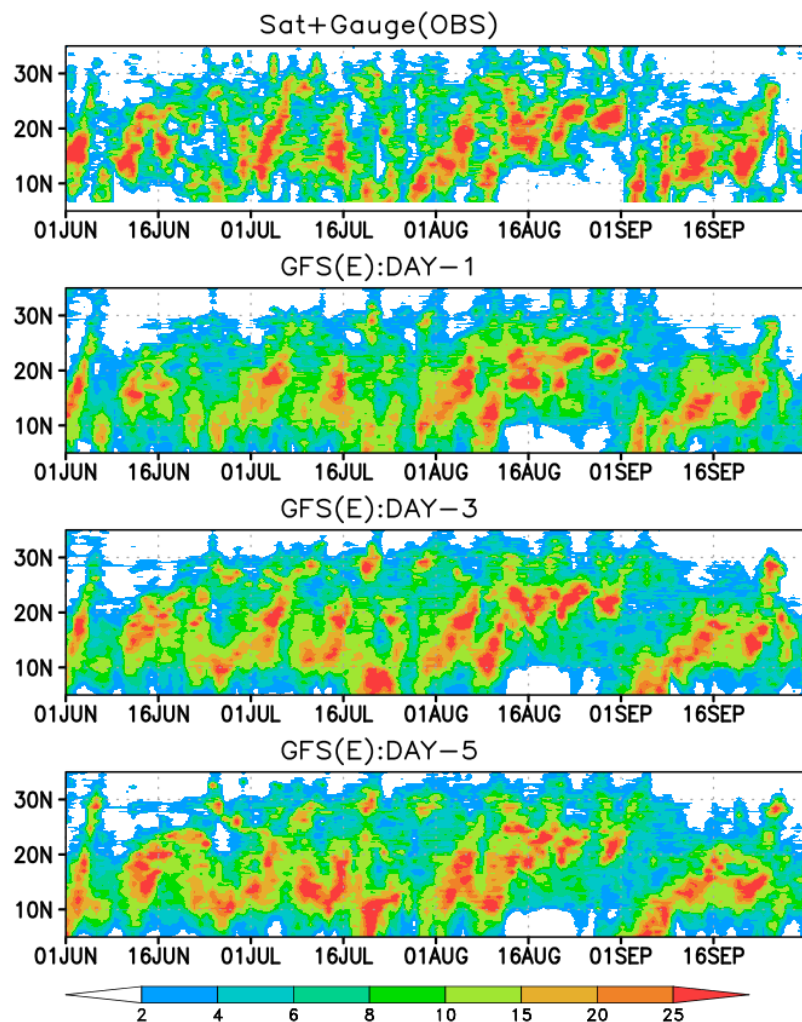 Sat+Gauge(OBS)
30N
20N
10N
01JUN 16JUN 01JUL 16JUL 01AUG 16AUG 01SEP 16SEP
GFS(E):DAY-1
30N
20N
10N
01JUN 16JUN 01JUL 16JUL 01AUG 16AUG 01SEP 16SEP
GFS(E):DAY-3
30N
20N
10N
01JUN 16JUN 01JUL 16JUL 01AUG 16AUG 01SEP 16SEP
GFS(E):DAY-5
30N
20N
10N
01JUN 16JUN 01JUL 16JUL 01AUG 16AUG 01SEP 16SEP
2 4 6 8 10 15 20 25